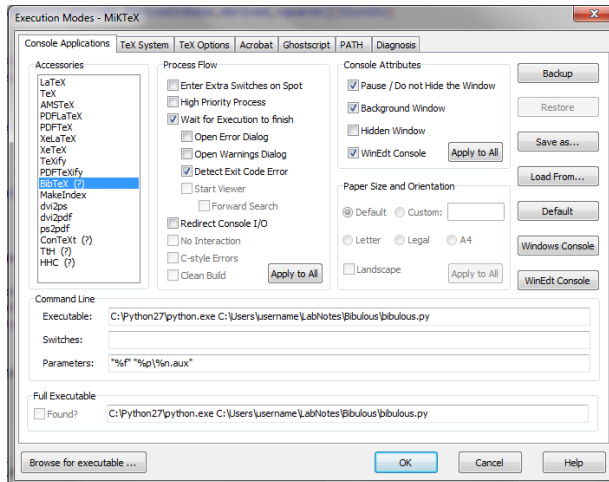 Execution Modes - MiKTeX
Console Applications TeX System TeX Options Acrobat Ghostscript PATH Diagnosis
Accessories
LaTeX
TeX
AMSTeX
PDFLaTeX
PDFTeX
XeLaTeX
XeTeX
TeXify
PDFTeXify
BibTeX (?)
MakeIndex
dvi2ps
dvi2pdf
ps2pdf
ConTeXt (?)
TtH (?)
HHC (?)
Process Flow
Enter Extra Switches on Spot
High Priority Process
Wait for Execution to finish
Open Error Dialog
Open Warnings Dialog
Detect Exit Code Error
Start Viewer
Forward Search
Redirect Console I/O
No Interaction
C-style Errors
Clean Build
Apply to All
Console Attributes
Pause / Do not Hide the Window
Background Window
Hidden Window
WinEdt Console Apply to All
Paper Size and Orientation
Default Custom:
Letter Legal A4
Landscape Apply to All
Backup
Restore
Save as...
Load From...
Default
Windows Console
WinEdt Console
Command Line
Executable: C:\Python27\python.exe C:\Users\username\LabNotes\Bibulous\bibulous.py
Switches:
Parameters: "%f" "%p\%n.aux"
Full Executable
Found? C:\Python27\python.exe C:\Users\username\LabNotes\Bibulous\bibulous.py
Browse for executable ... OK Cancel Help